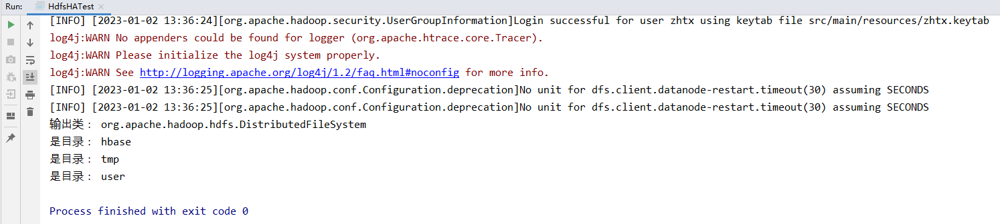 Run: HdfsHATest
[INFO] [2023-01-02 13:36:24][org.apache.hadoop.security.UserGroupInformation]Login successful for user zhtx using keytab file src/main/resources/zhtx.keytab
log4j:WARN No appenders could be found for logger (org.apache.htrace.core.Tracer).
log4j:WARN Please initialize the log4j system properly.
log4j:WARN See http://logging.apache.org/log4j/1.2/faq.html#noconfig for more info.
[INFO] [2023-01-02 13:36:25][org.apache.hadoop.conf.Configuration.deprecation]No unit for dfs.client.datanode-restart.timeout(30) assuming SECONDS
[INFO] [2023-01-02 13:36:25][org.apache.hadoop.conf.Configuration.deprecation]No unit for dfs.client.datanode-restart.timeout(30) assuming SECONDS
输出类： org.apache.hadoop.hdfs.DistributedFileSystem
是目录： hbase
是目录： tmp
是目录： user
Process finished with exit code 0